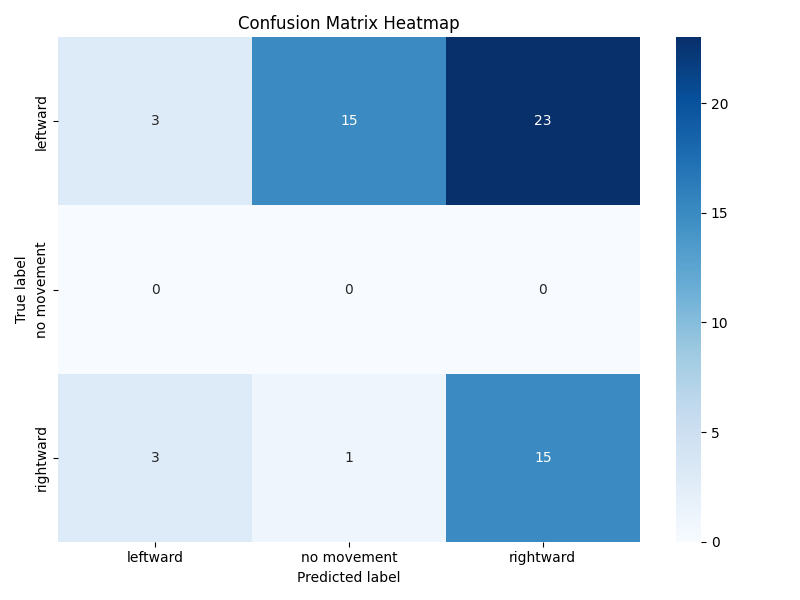 Confusion Matrix Heatmap
True label
leftward
3 15 23
no movement
0 0 0
rightward
3 1 15
leftward no movement rightward
Predicted label
20
15
10
5
0